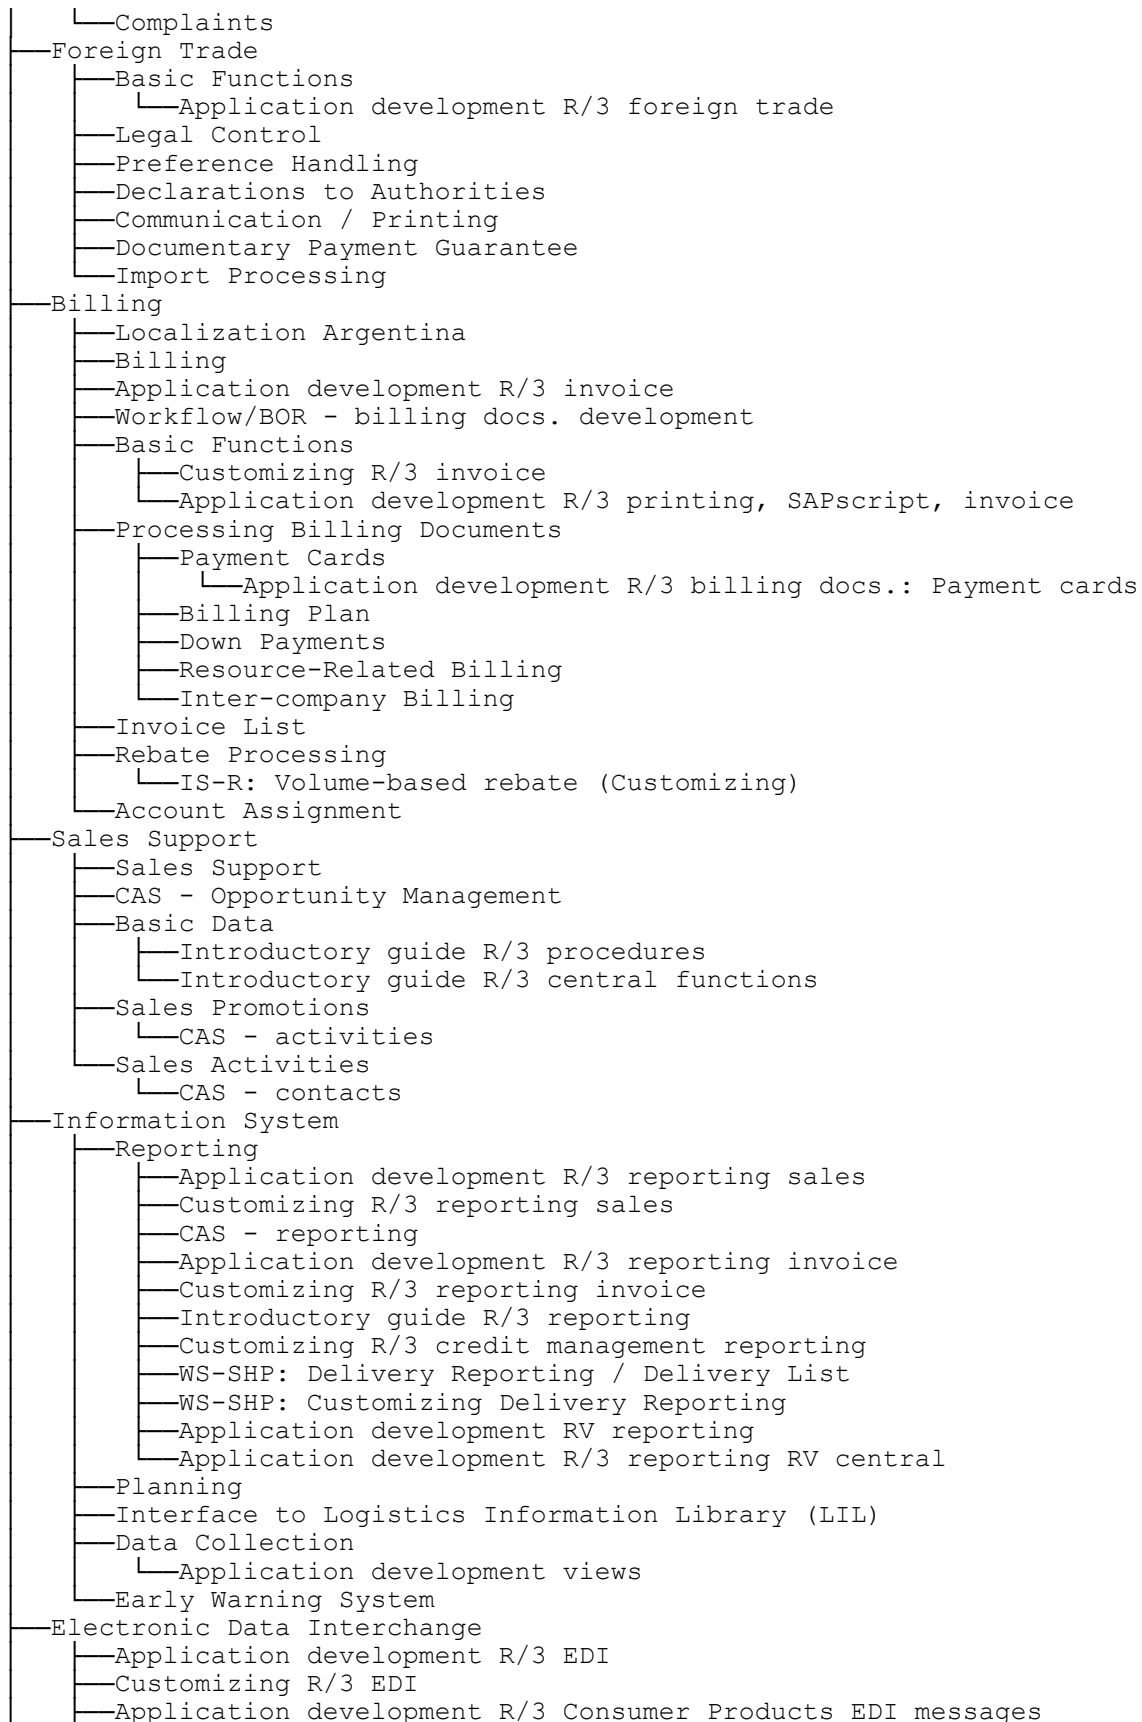 Complaints
Foreign Trade
Basic Functions
Application development R/3 foreign trade
Legal Control
Preference Handling
Declarations to Authorities
Communication / Printing
Documentary Payment Guarantee
Import Processing
Billing
Localization Argentina
Billing
Application development R/3 invoice
Workflow/BOR - billing docs. development
Basic Functions
Customizing R/3 invoice
Application development R/3 printing, SAPscript, invoice
Processing Billing Documents
Payment Cards
Application development R/3 billing docs.: Payment cards
Billing Plan
Down Payments
Resource-Related Billing
Inter-company Billing
Invoice List
Rebate Processing
IS-R: Volume-based rebate (Customizing)
Account Assignment
Sales Support
Sales Support
CAS - Opportunity Management
Basic Data
Introductory guide R/3 procedures
Introductory guide R/3 central functions
Sales Promotions
CAS - activities
Sales Activities
CAS - contacts
Information System
Reporting
Application development R/3 reporting sales
Customizing R/3 reporting sales
CAS - reporting
Application development R/3 reporting invoice
Customizing R/3 reporting invoice
Introductory guide R/3 reporting
Customizing R/3 credit management reporting
WS-SHP: Delivery Reporting / Delivery List
WS-SHP: Customizing Delivery Reporting
Application development RV reporting
Application development R/3 reporting RV central
Planning
Interface to Logistics Information Library (LIL)
Data Collection
Application development views
Early Warning System
Electronic Data Interchange
Application development R/3 EDI
Customizing R/3 EDI
Application development R/3 Consumer Products EDI messages